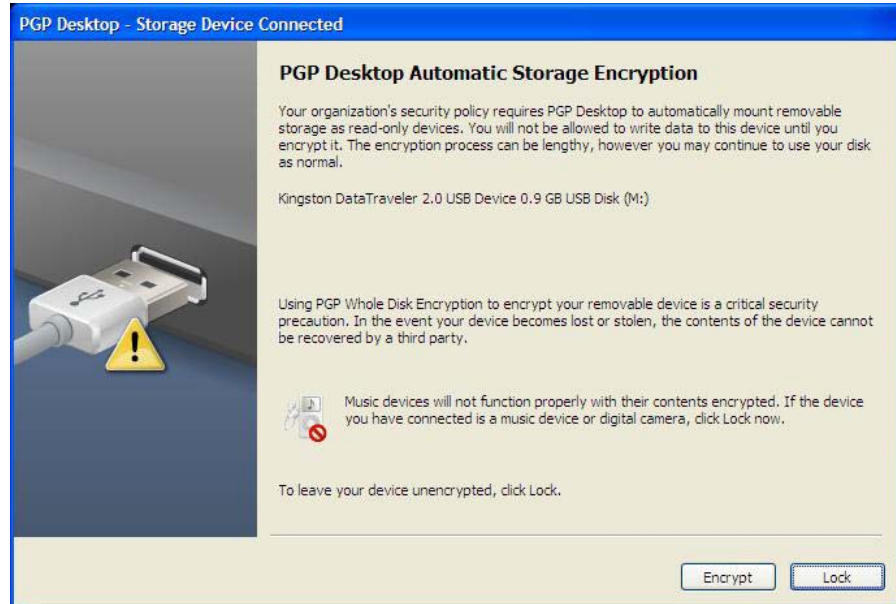 PGP Desktop - Storage Device Connected
PGP Desktop Automatic Storage Encryption
Your organization's security policy requires PGP Desktop to automatically mount removable
storage as read-only devices. You will not be allowed to write data to this device until you
encrypt it. The encryption process can be lengthy, however you may continue to use your disk
as normal.
Kingston DataTraveler 2.0 USB Device 0.9 GB USB Disk (M:)
Using PGP Whole Disk Encryption to encrypt your removable device is a critical security
precaution. In the event your device becomes lost or stolen, the contents of the device cannot
be recovered by a third party.
Music devices will not function properly with their contents encrypted. If the device
you have connected is a music device or digital camera, click Lock now.
To leave your device unencrypted, click Lock.
Encrypt
Lock